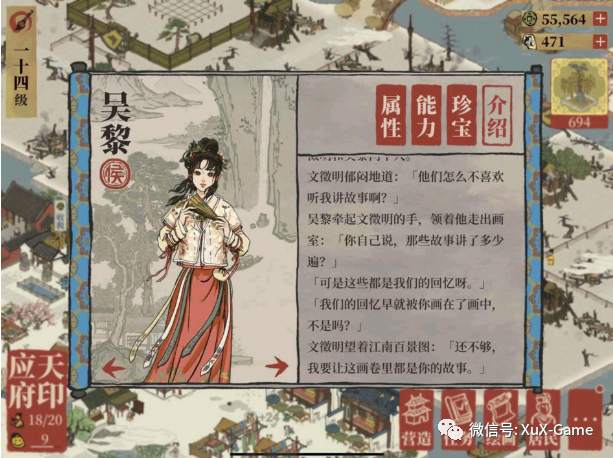 一十四级
55,564
471
694
吴黎
侯
属性
能力
珍宝
介绍
文徵明郁闷地道：「他们怎么不喜欢
听我讲故事啊？」
吴黎牵起文徵明的手，领着他走出画
室：「你自己说，那些故事讲了多少
遍？」
「可是这些都是我们的回忆呀。」
「我们的回忆早就被你画在了画中，
不是吗？」
文徵明望着江南百景图：「还不够，
我要让这画卷里都是你的故事。」
应天府印
18/20
9
+24
营造
居民
微信号: XuX-Game